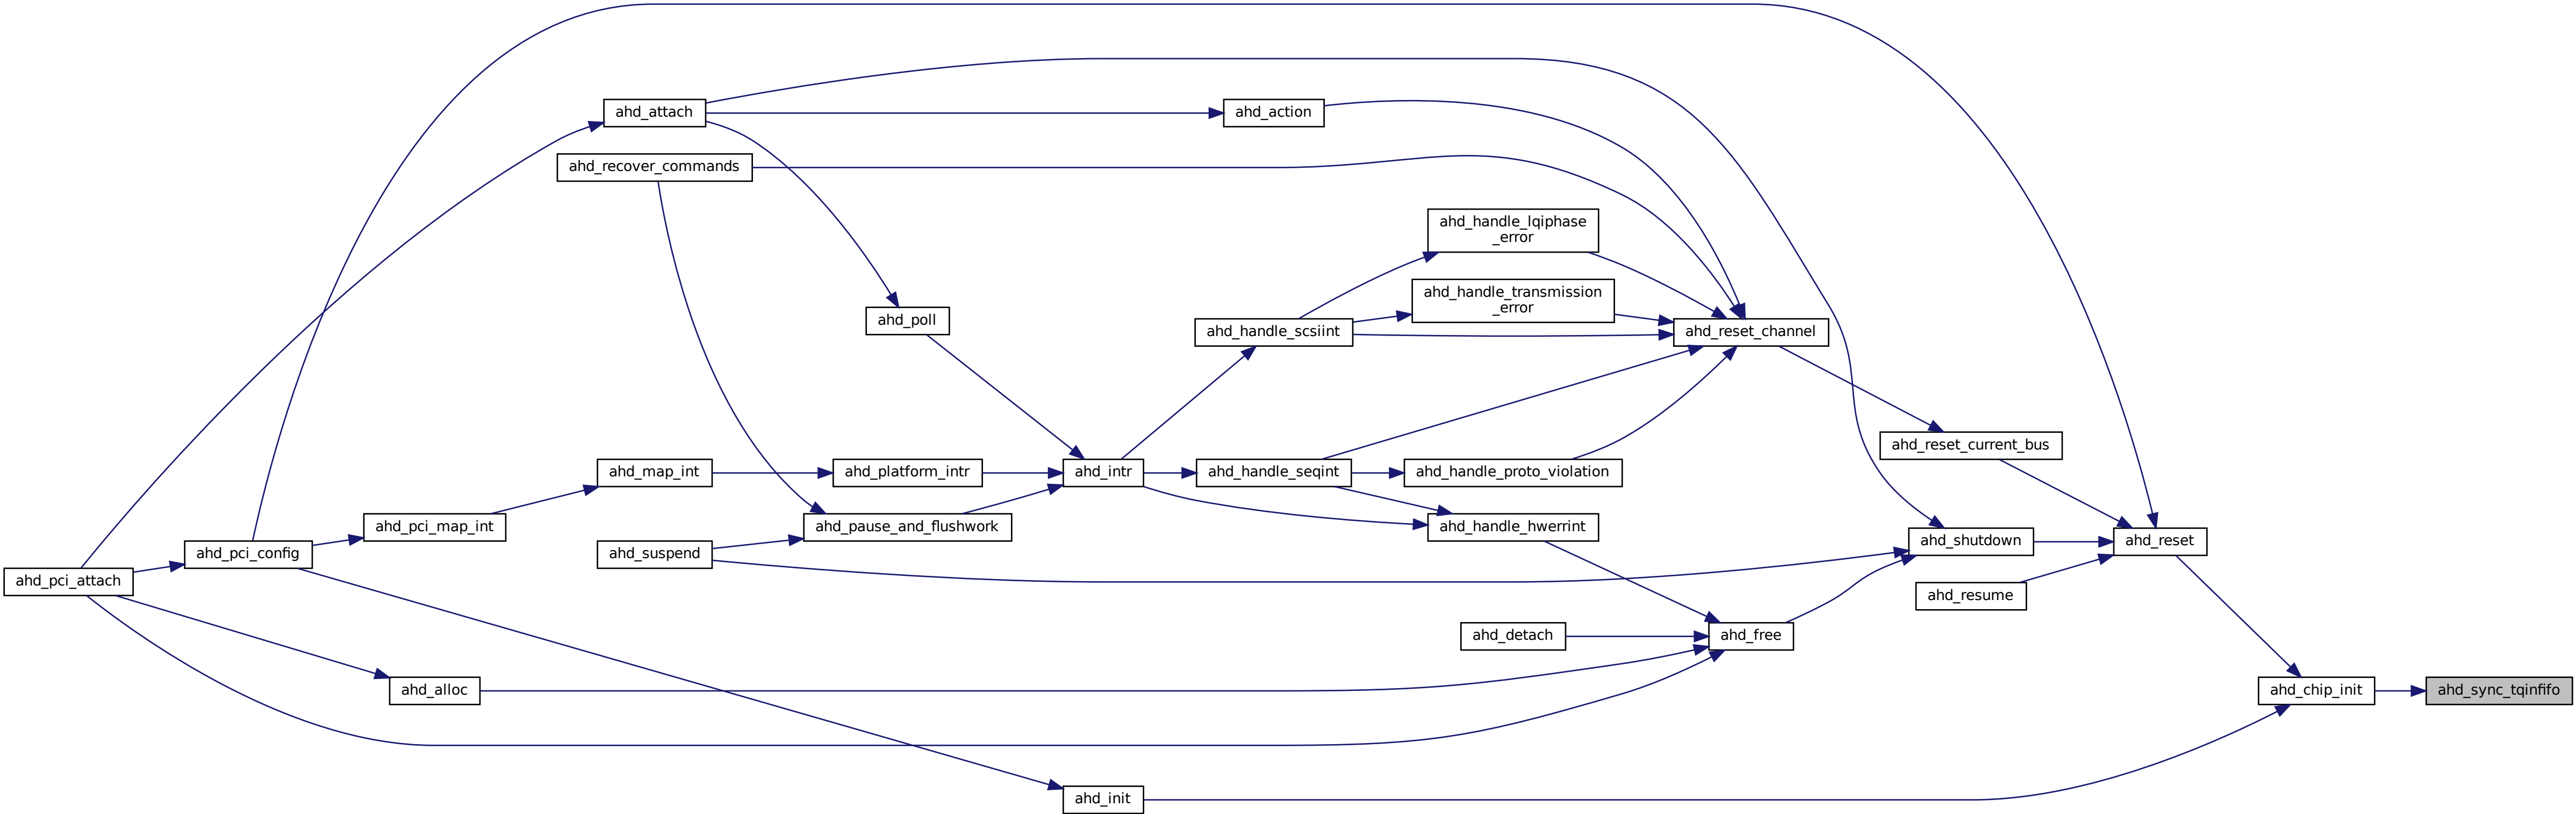 ahd_attach
ahd_action
ahd_recover_commands
ahd_handle_lqiphase
_error
ahd_handle_transmission
_error
ahd_poll
ahd_handle_scsiint
ahd_reset_channel
ahd_reset_current_bus
ahd_map_int
ahd_platform_intr
ahd_intr
ahd_handle_seqint
ahd_handle_proto_violation
ahd_pci_map_int
ahd_pause_and_flushwork
ahd_handle_hwerrint
ahd_shutdown
ahd_reset
ahd_pci_config
ahd_suspend
ahd_pci_attach
ahd_resume
ahd_detach
ahd_free
ahd_alloc
ahd_chip_init
ahd_sync_tqinfifo
ahd_init